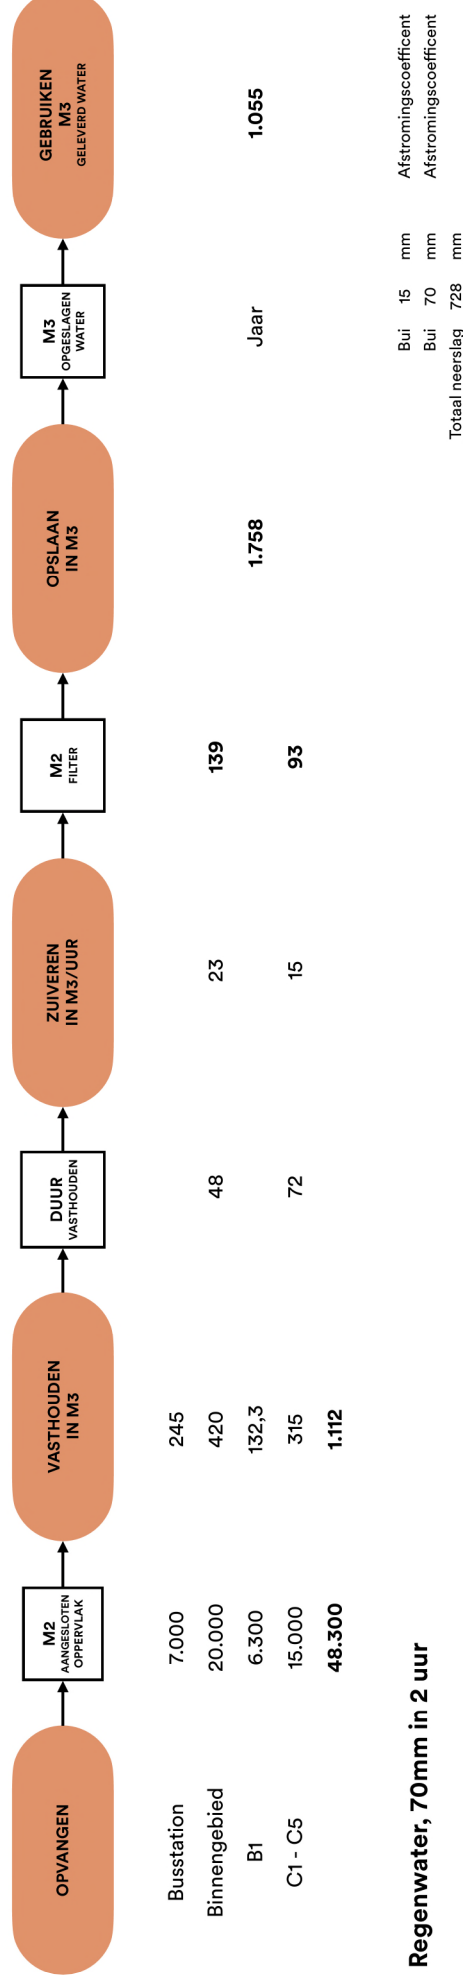 OPVANGEN
M2
AANGESLOTEN
OPPERVLAK
VASTHOUDEN
IN M3
DUUR
VASTHOUDEN
ZUIVEREN
IN M3/UUR
M2
FILTER
OPSLAAN
IN M3
M3
OPGESLAGEN
WATER
GEBRUIKEN
M3
GELEVERD WATER
Busstation 7.000 245
Binnengebied 20.000 420 48 23 139
B1 6.300 132,3 1.758 Jaar 1.055
C1 - C5 15.000 315 72 15 93
48.300 1.112
Regenwater, 70mm in 2 uur
Bui 15 mm Afstromingscoefficent
Bui 70 mm Afstromingscoefficent
Totaal neerslag 728 mm